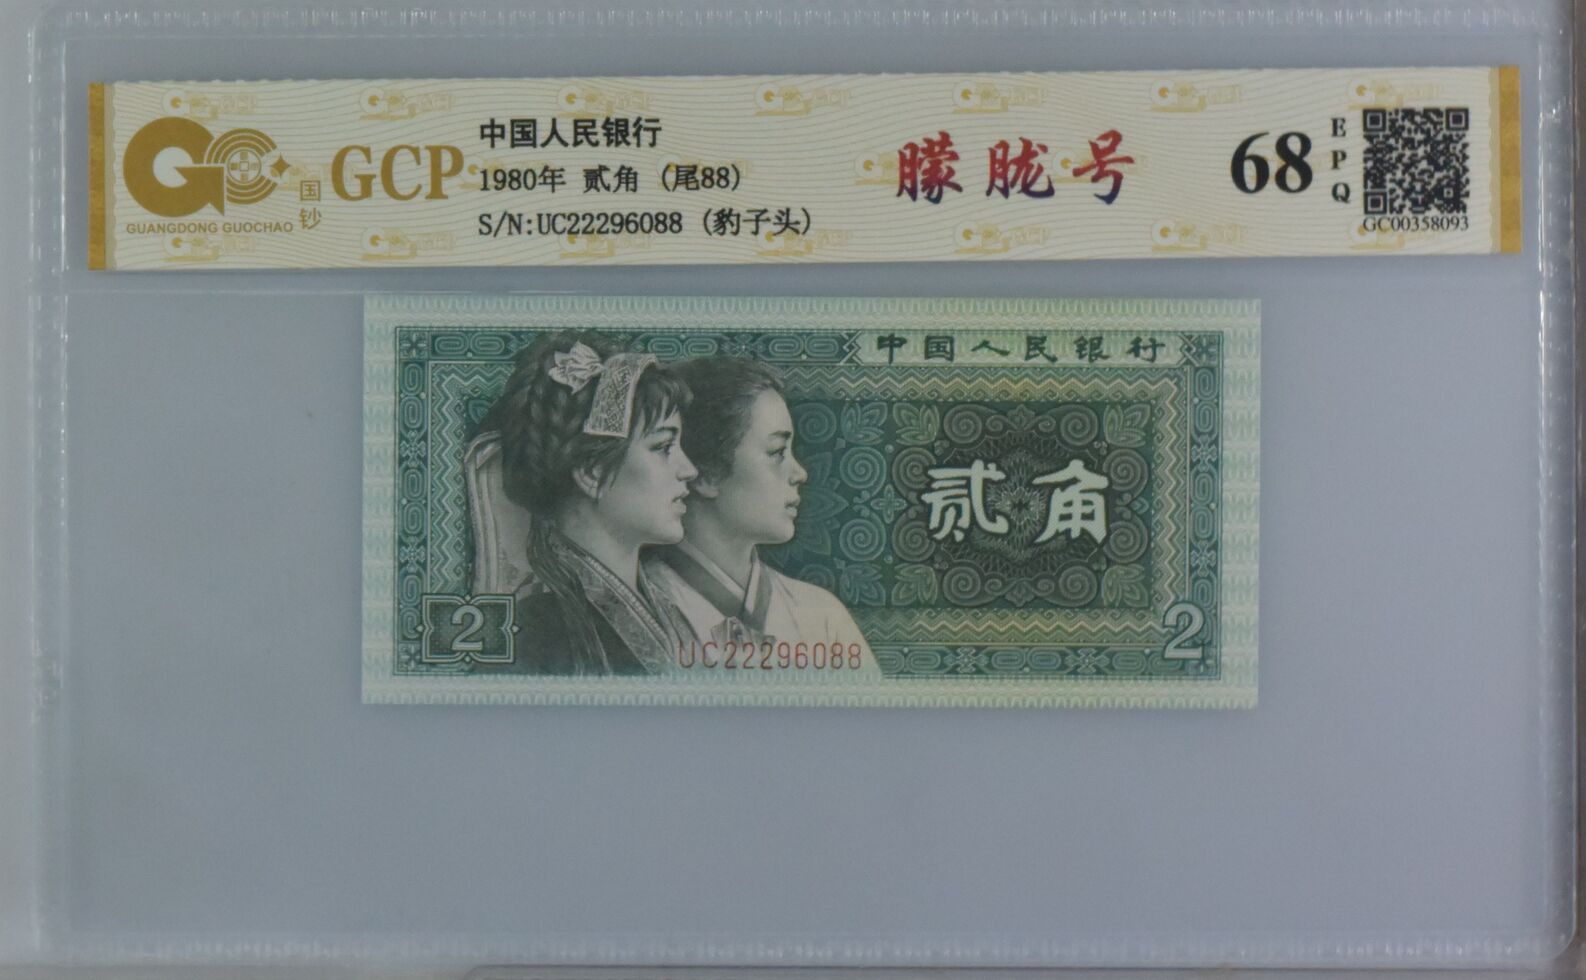 GUANGDONG GUOCHAO
国
钞
GCP
中国人民银行
1980年 贰角 (尾88)
S/N:UC22296088 (豹子头)
朦胧号
68
E
P
Q
GC00358093
中国人民银行
贰角
2
2
UC22296088